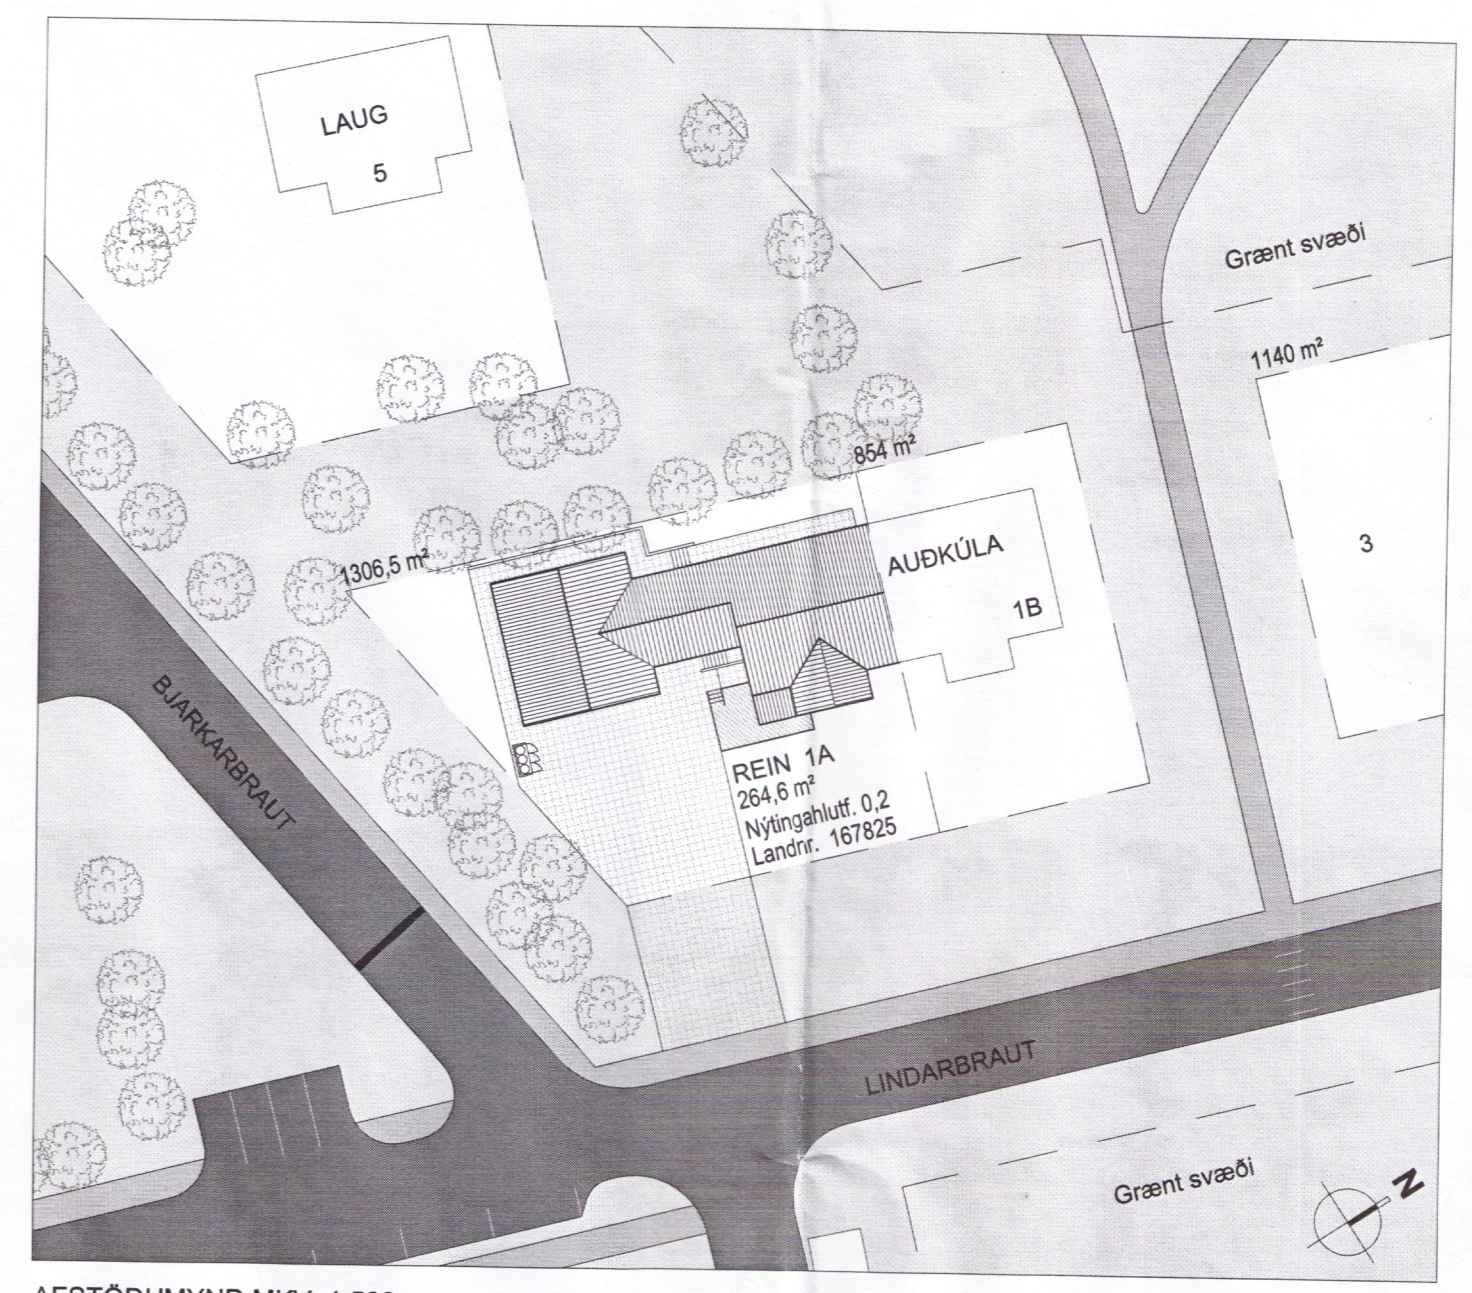 LAUG
5
Grænt svæði
1140 m²
854 m²
3
AUÐKÚLA
1B
1306,5 m²
BJARKARBRAUT
REIN 1A
264,6 m²
Nýtingahlutf. 0,2
Landnr. 167825
LINDARBRAUT
Grænt svæði
N